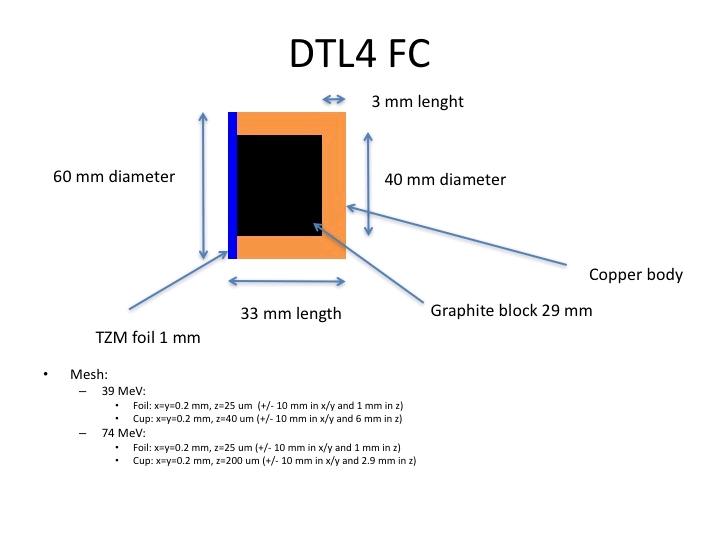 DTL4 FC
3 mm lenght
60 mm diameter
40 mm diameter
Copper body
33 mm length
Graphite block 29 mm
TZM foil 1 mm
• Mesh:
– 39 MeV:
• Foil: x=y=0.2 mm, z=25 um (+/- 10 mm in x/y and 1 mm in z)
• Cup: x=y=0.2 mm, z=40 um (+/- 10 mm in x/y and 6 mm in z)
– 74 MeV:
• Foil: x=y=0.2 mm, z=25 um (+/- 10 mm in x/y and 1 mm in z)
• Cup: x=y=0.2 mm, z=200 um (+/- 10 mm in x/y and 2.9 mm in z)